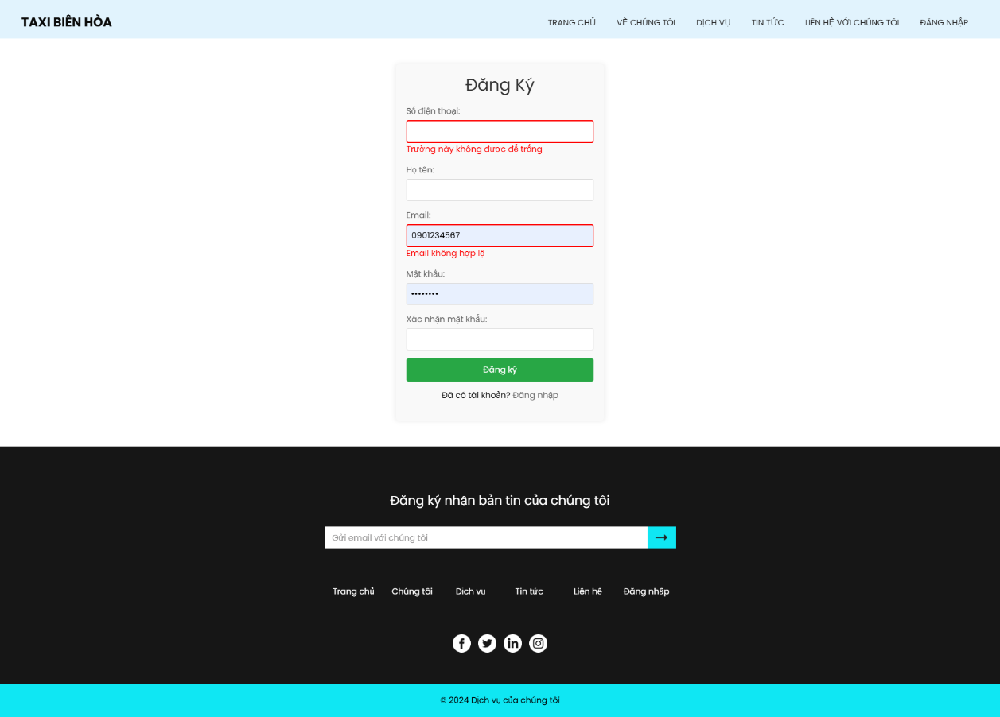 TAXI BIÊN HÒA
TRANG CHỦ VỀ CHÚNG TÔI DỊCH VỤ TIN TỨC LIÊN HỆ VỚI CHÚNG TÔI ĐĂNG NHẬP
Đăng Ký
Số điện thoại:
Trường này không được để trống
Họ tên:
Email:
0901234567
Email không hợp lệ
Mật khẩu:
••••••••
Xác nhận mật khẩu:
Đăng ký
Đã có tài khoản? Đăng nhập
Đăng ký nhận bản tin của chúng tôi
Gửi email với chúng tôi
Trang chủ Chúng tôi Dịch vụ Tin tức Liên hệ Đăng nhập
© 2024 Dịch vụ của chúng tôi